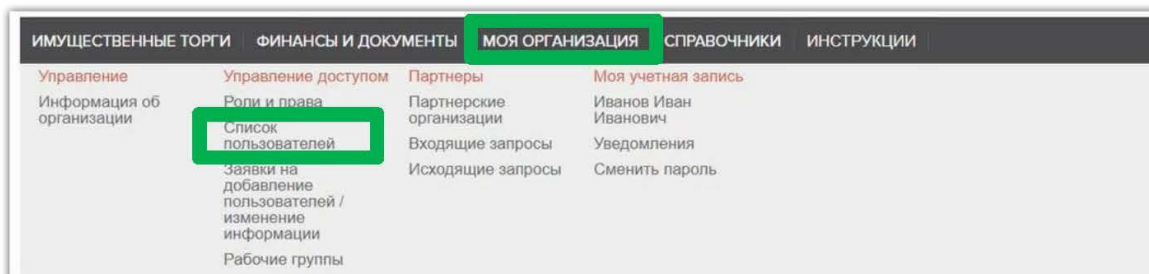 ИМУЩЕСТВЕННЫЕ ТОРГИ ФИНАНСЫ И ДОКУМЕНТЫ МОЯ ОРГАНИЗАЦИЯ СПРАВОЧНИКИ ИНСТРУКЦИИ
Управление
Информация об
организации
Управление доступом
Роли и права
Список
пользователей
Заявки на
добавление
пользователей /
изменение
информации
Рабочие группы
Партнеры
Партнерские
организации
Входящие запросы
Исходящие запросы
Моя учетная запись
Иванов Иван
Иванович
Уведомления
Сменить пароль